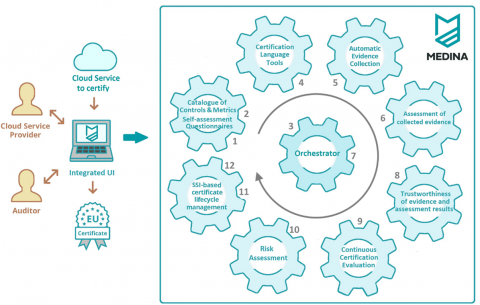 Cloud Service
to certify
Cloud Service
Provider
Integrated UI
Auditor
EU
Certificate
MEDINA
Certification
Language
Tools
4
Automatic
Evidence
Collection
5
Catalogue of
Controls & Metrics
Self-assessment
Questionnaires
2
1
3
Orchestrator
7
6
Assessment of
collected evidence
12
SSI-based
certificate
lifecycle
management
11
8
Trustworthiness
of evidence and
assessment results
10
Risk
Assessment
9
Continuous
Certification
Evaluation